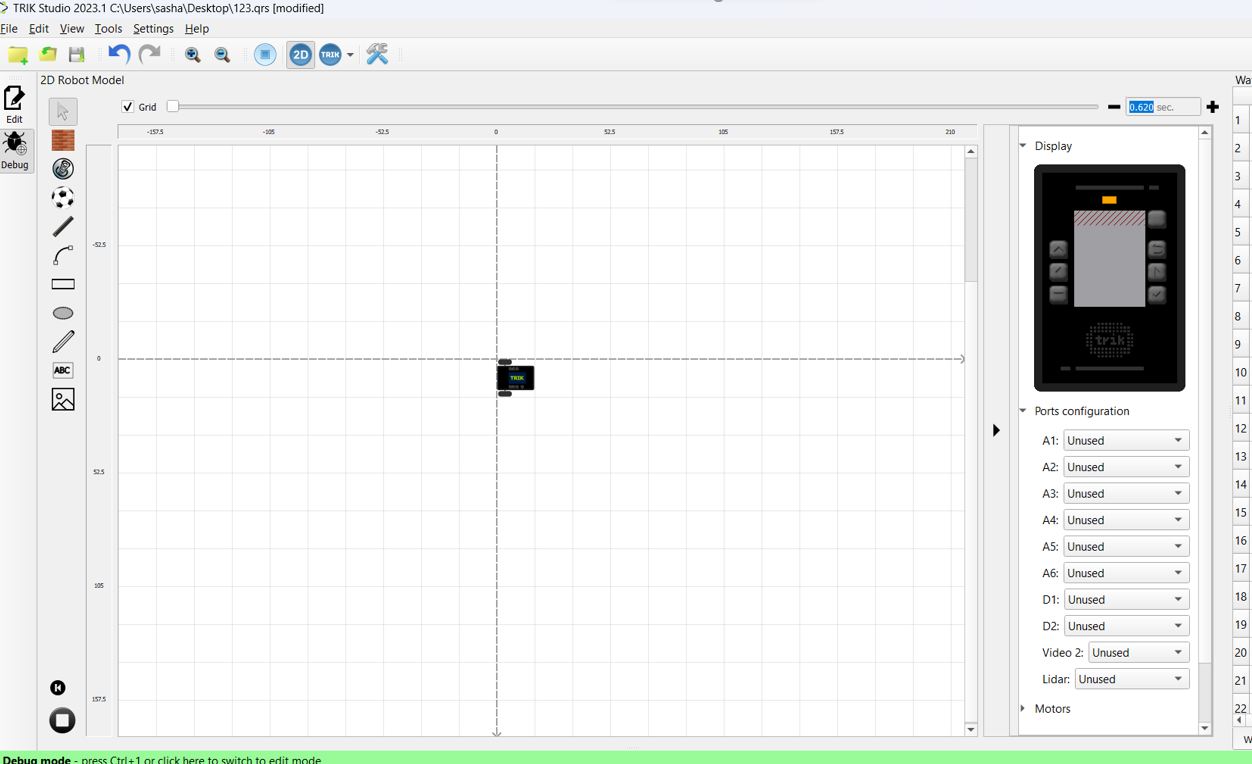 TRIK Studio 2023.1 C:\Users\sasha\Desktop\123.qrs [modified]
File Edit View Tools Settings Help
2D TRIK
2D Robot Model
Wa
Edit
Debug
Grid
0.620 sec.
-157.5 -105 -52.5 0 52.5 105 157.5 210
-52.5
0
52.5
105
157.5
ABC
TRIK
Display
trik
Ports configuration
A1: Unused
A2: Unused
A3: Unused
A4: Unused
A5: Unused
A6: Unused
D1: Unused
D2: Unused
Video 2: Unused
Lidar: Unused
Motors
1
2
3
4
5
6
7
8
9
10
11
12
13
14
15
16
17
18
19
20
21
22
W
Debug mode - press Ctrl+1 or click here to switch to edit mode